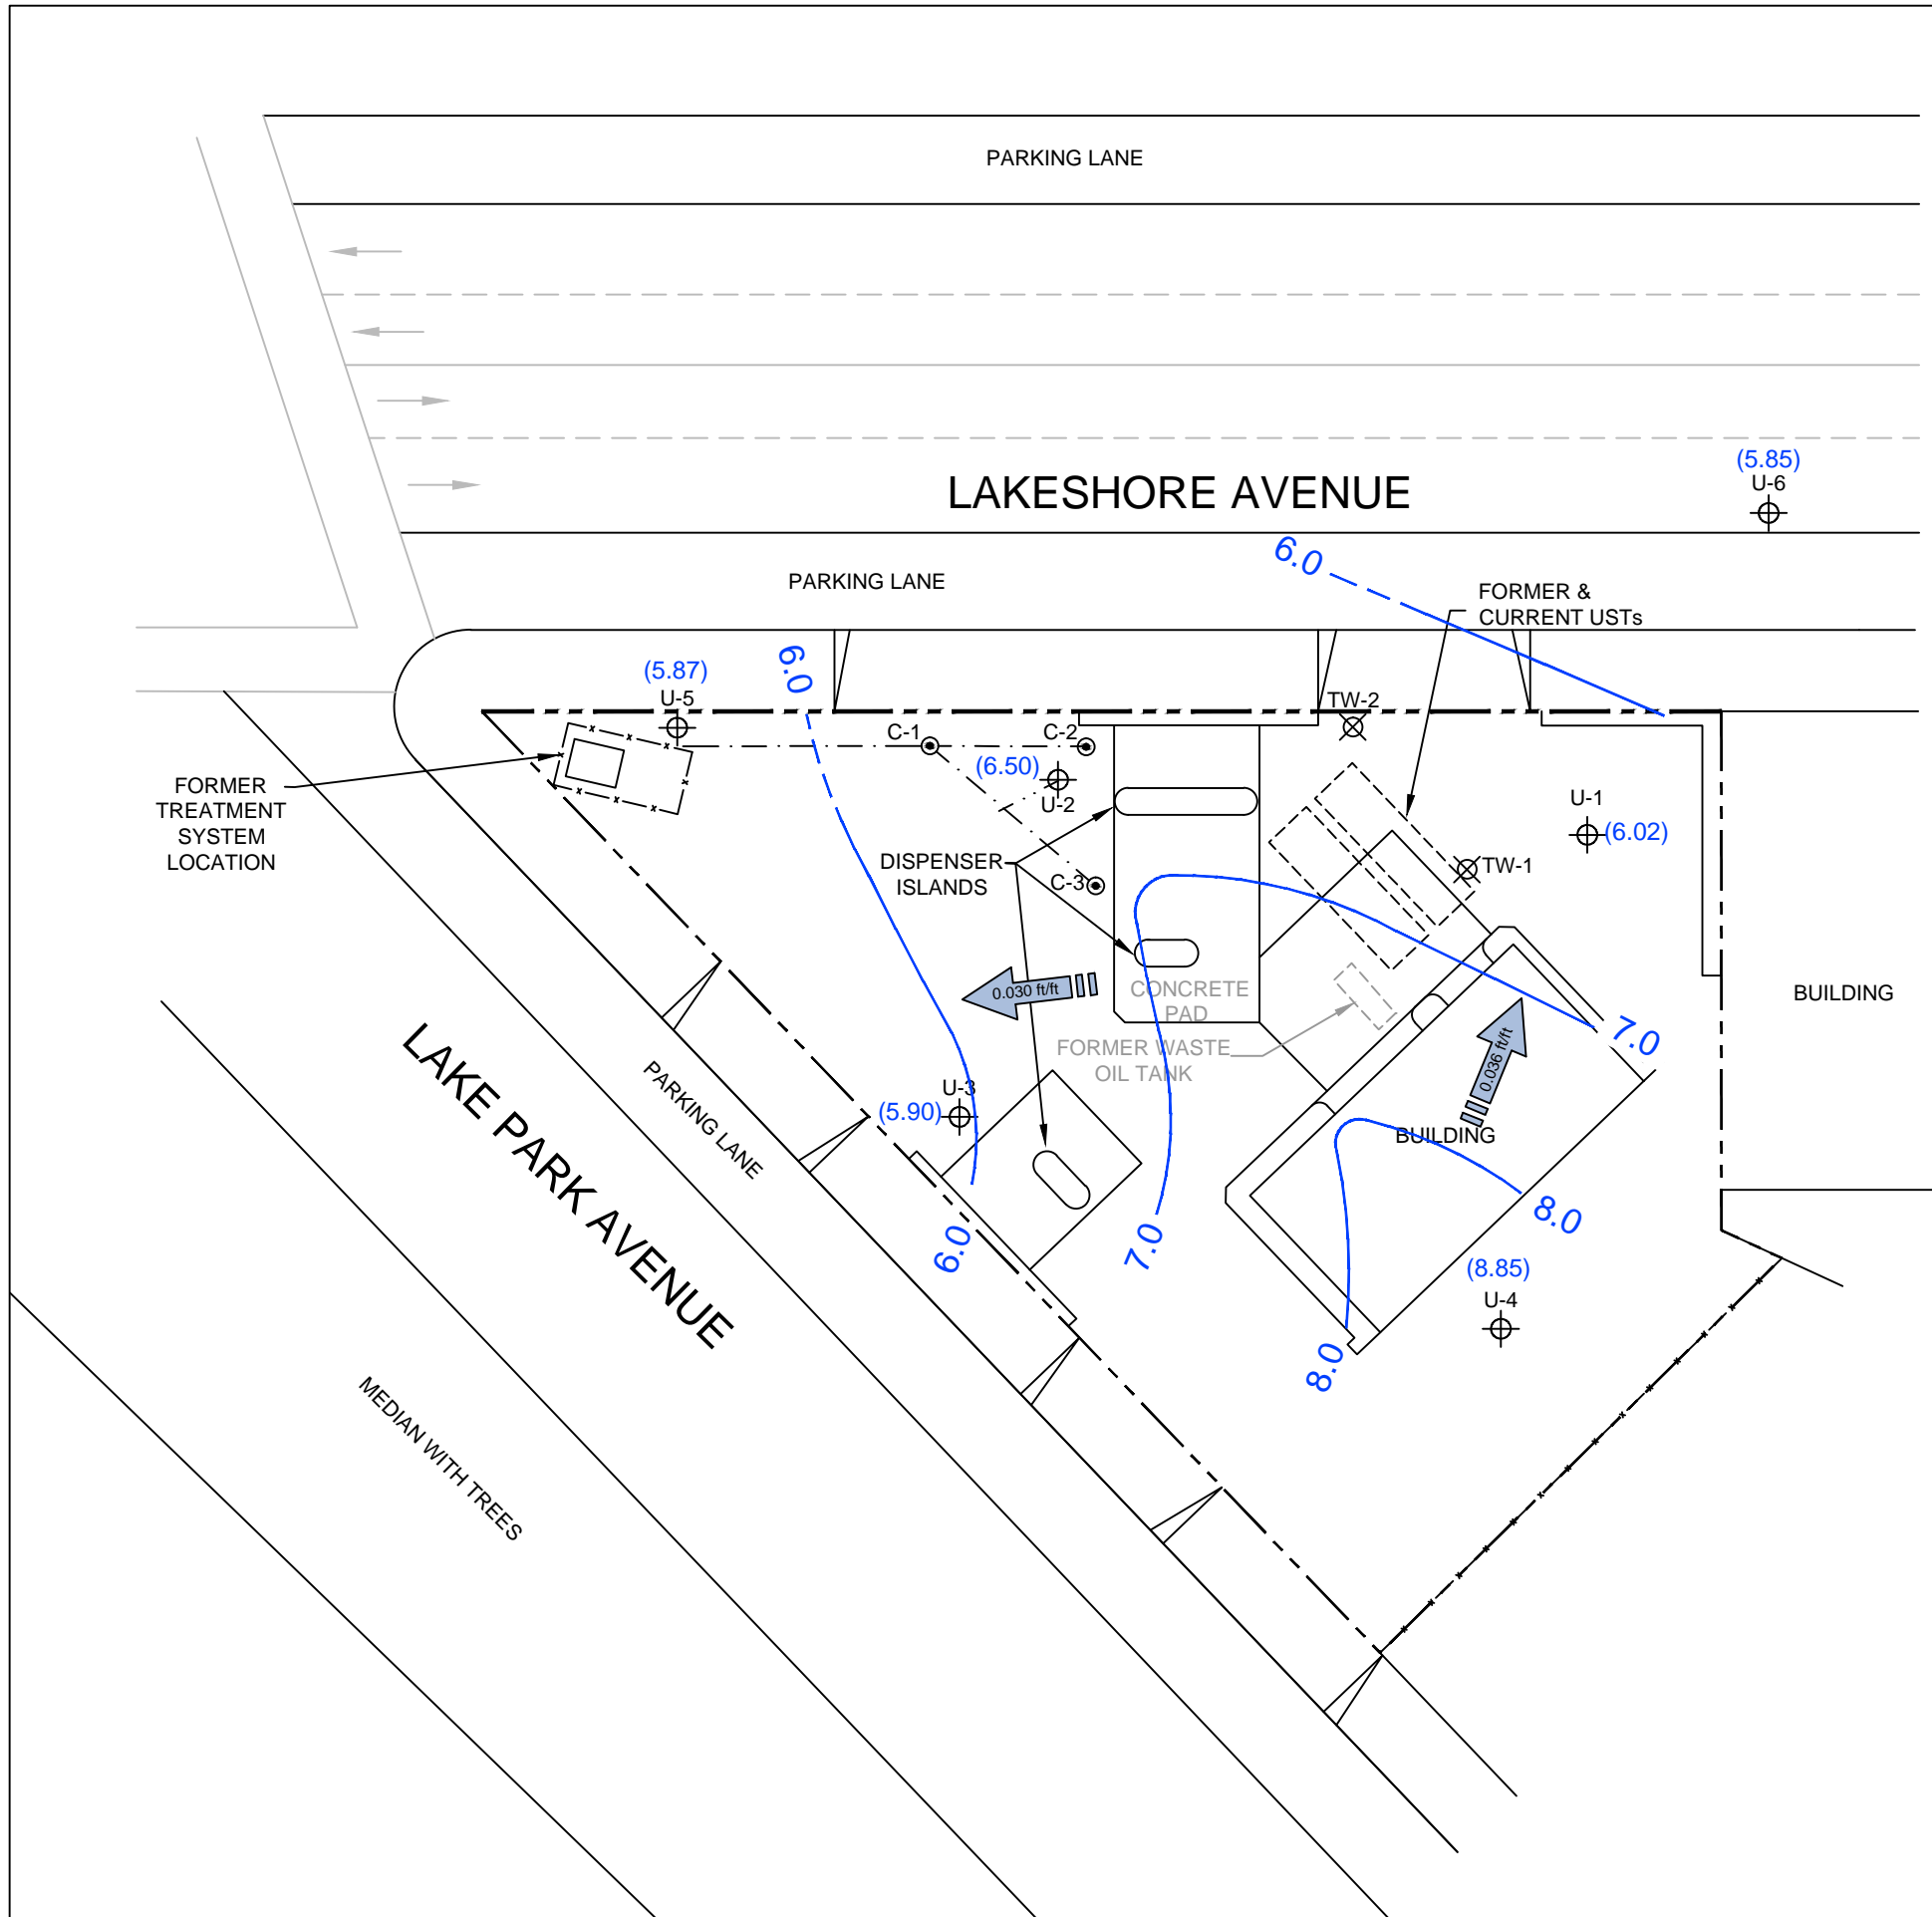 PARKING LANE
(5.85)
U-6
LAKESHORE AVENUE
6.0
PARKING LANE
FORMER &
CURRENT USTs
6.0
(5.87)
U-5
TW-2
C-1
C-2
(6.50)
U-2
FORMER
TREATMENT
SYSTEM
LOCATION
U-1
(6.02)
DISPENSER
ISLANDS
C-3
TW-1
0.030 ft/ft
CONCRETE
PAD
BUILDING
FORMER WASTE
OIL TANK
7.0
0.036 ft/ft
U-3
(5.90)
LAKE PARK AVENUE
PARKING LANE
BUILDING
6.0
7.0
8.0
(8.85)
U-4
8.0
MEDIAN WITH TREES